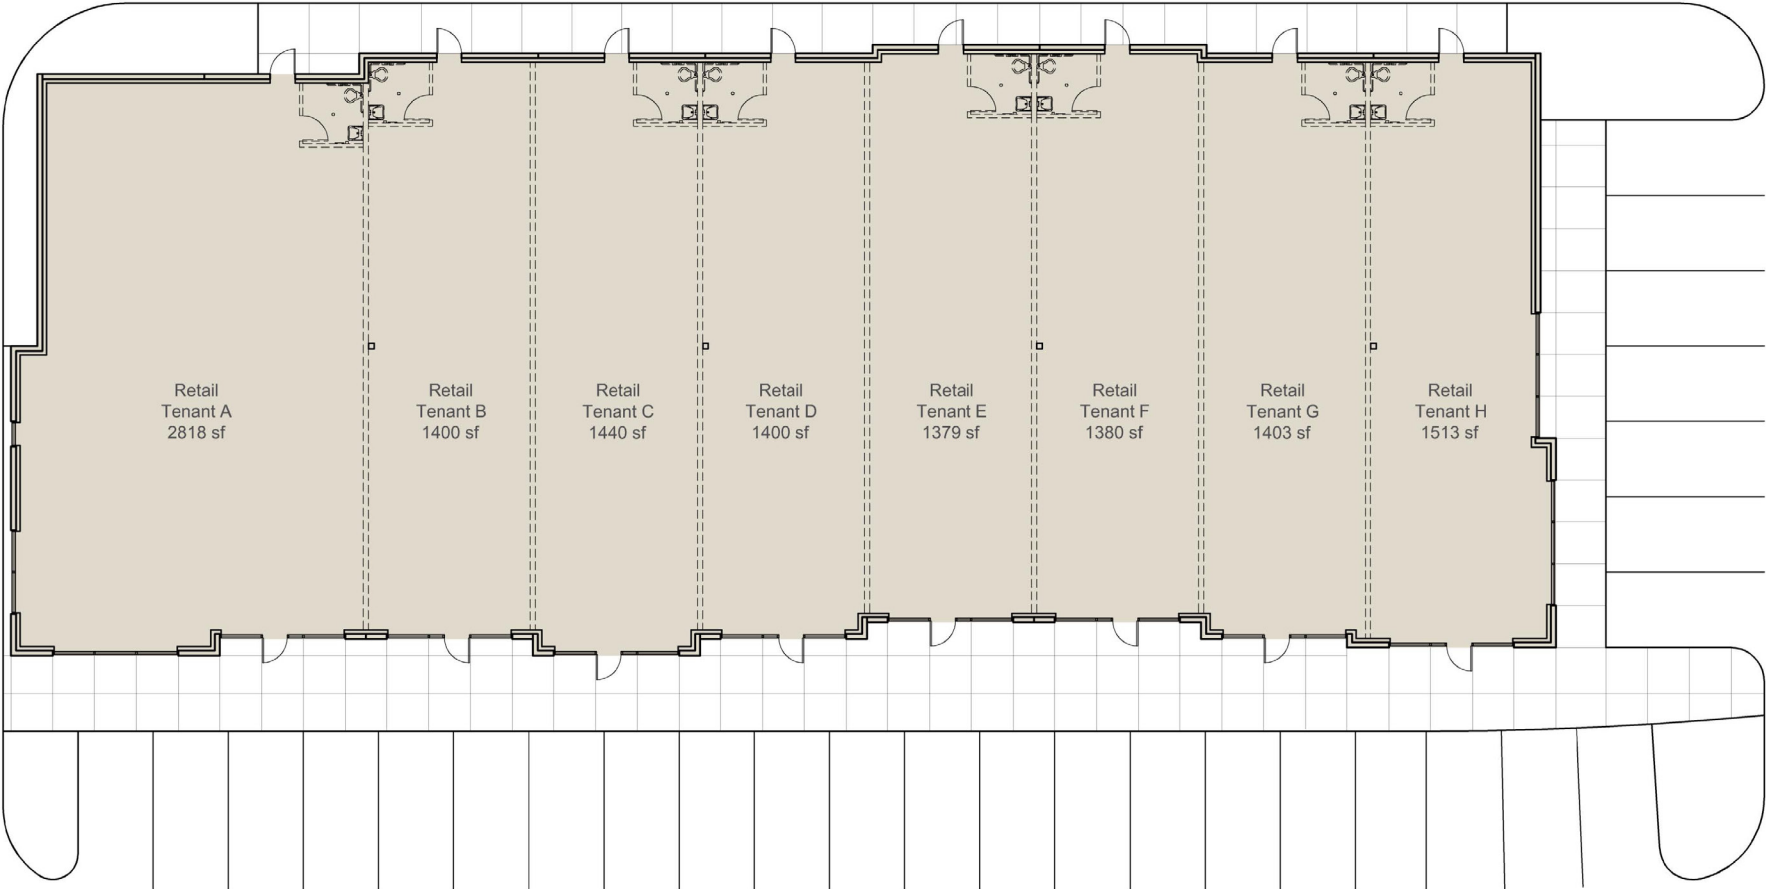 Retail
Tenant A
2818 sf
Retail
Tenant B
1400 sf
Retail
Tenant C
1440 sf
Retail
Tenant D
1400 sf
Retail
Tenant E
1379 sf
Retail
Tenant F
1380 sf
Retail
Tenant G
1403 sf
Retail
Tenant H
1513 sf